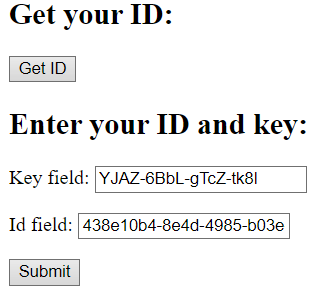 Get your ID:
Get ID
Enter your ID and key:
Key field: YJAZ-6BbL-gTcZ-tk8l
Id field: 438e10b4-8e4d-4985-b03e
Submit